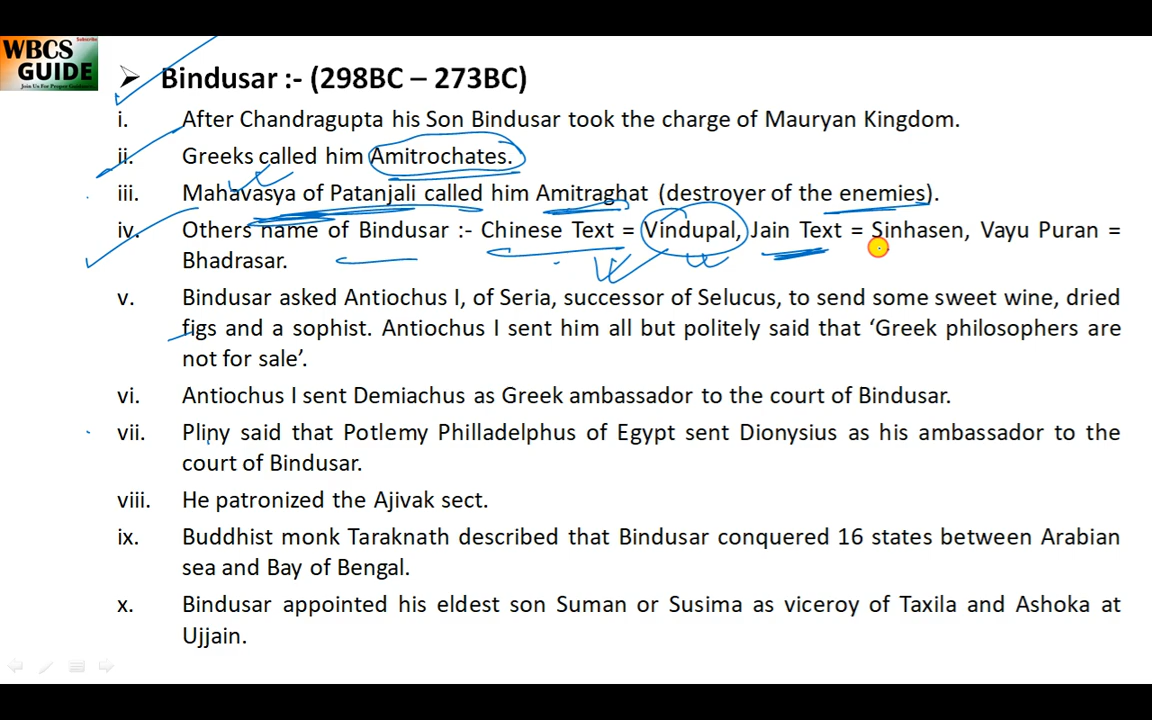 Subscribe
WBCS
GUIDE
➢ Bindusar :- (298BC – 273BC)
i. After Chandragupta his Son Bindusar took the charge of Mauryan Kingdom.
ii. Greeks called him Amitrochates.
iii. Mahavasya of Patanjali called him Amitraghat (destroyer of the enemies).
iv. Others name of Bindusar :- Chinese Text = Vindupal, Jain Text = Sinhasen, Vayu Puran =
Bhadrasar.
v. Bindusar asked Antiochus I, of Seria, successor of Selucus, to send some sweet wine, dried
figs and a sophist. Antiochus I sent him all but politely said that ‘Greek philosophers are
not for sale’.
vi. Antiochus I sent Demiachus as Greek ambassador to the court of Bindusar.
vii. Pliny said that Potlemy Philladelphus of Egypt sent Dionysius as his ambassador to the
court of Bindusar.
viii. He patronized the Ajivak sect.
ix. Buddhist monk Taraknath described that Bindusar conquered 16 states between Arabian
sea and Bay of Bengal.
x. Bindusar appointed his eldest son Suman or Susima as viceroy of Taxila and Ashoka at
Ujjain.